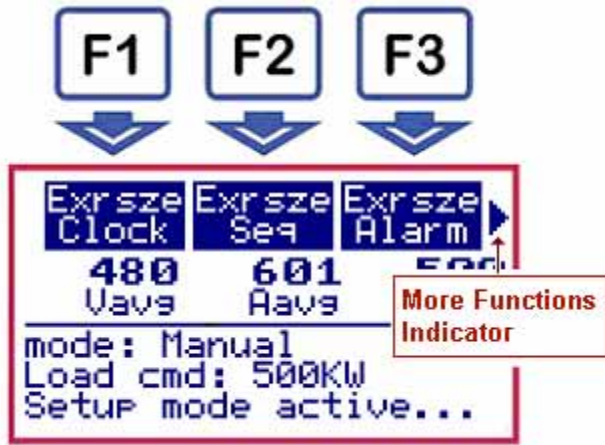 F1 F2 F3
Exrsze Exrsze Exrsze
Clock Seq Alarm
480 601
Vavg Aavg
More Functions
Indicator
mode: Manual
Load cmd: 500KW
Setup mode active...